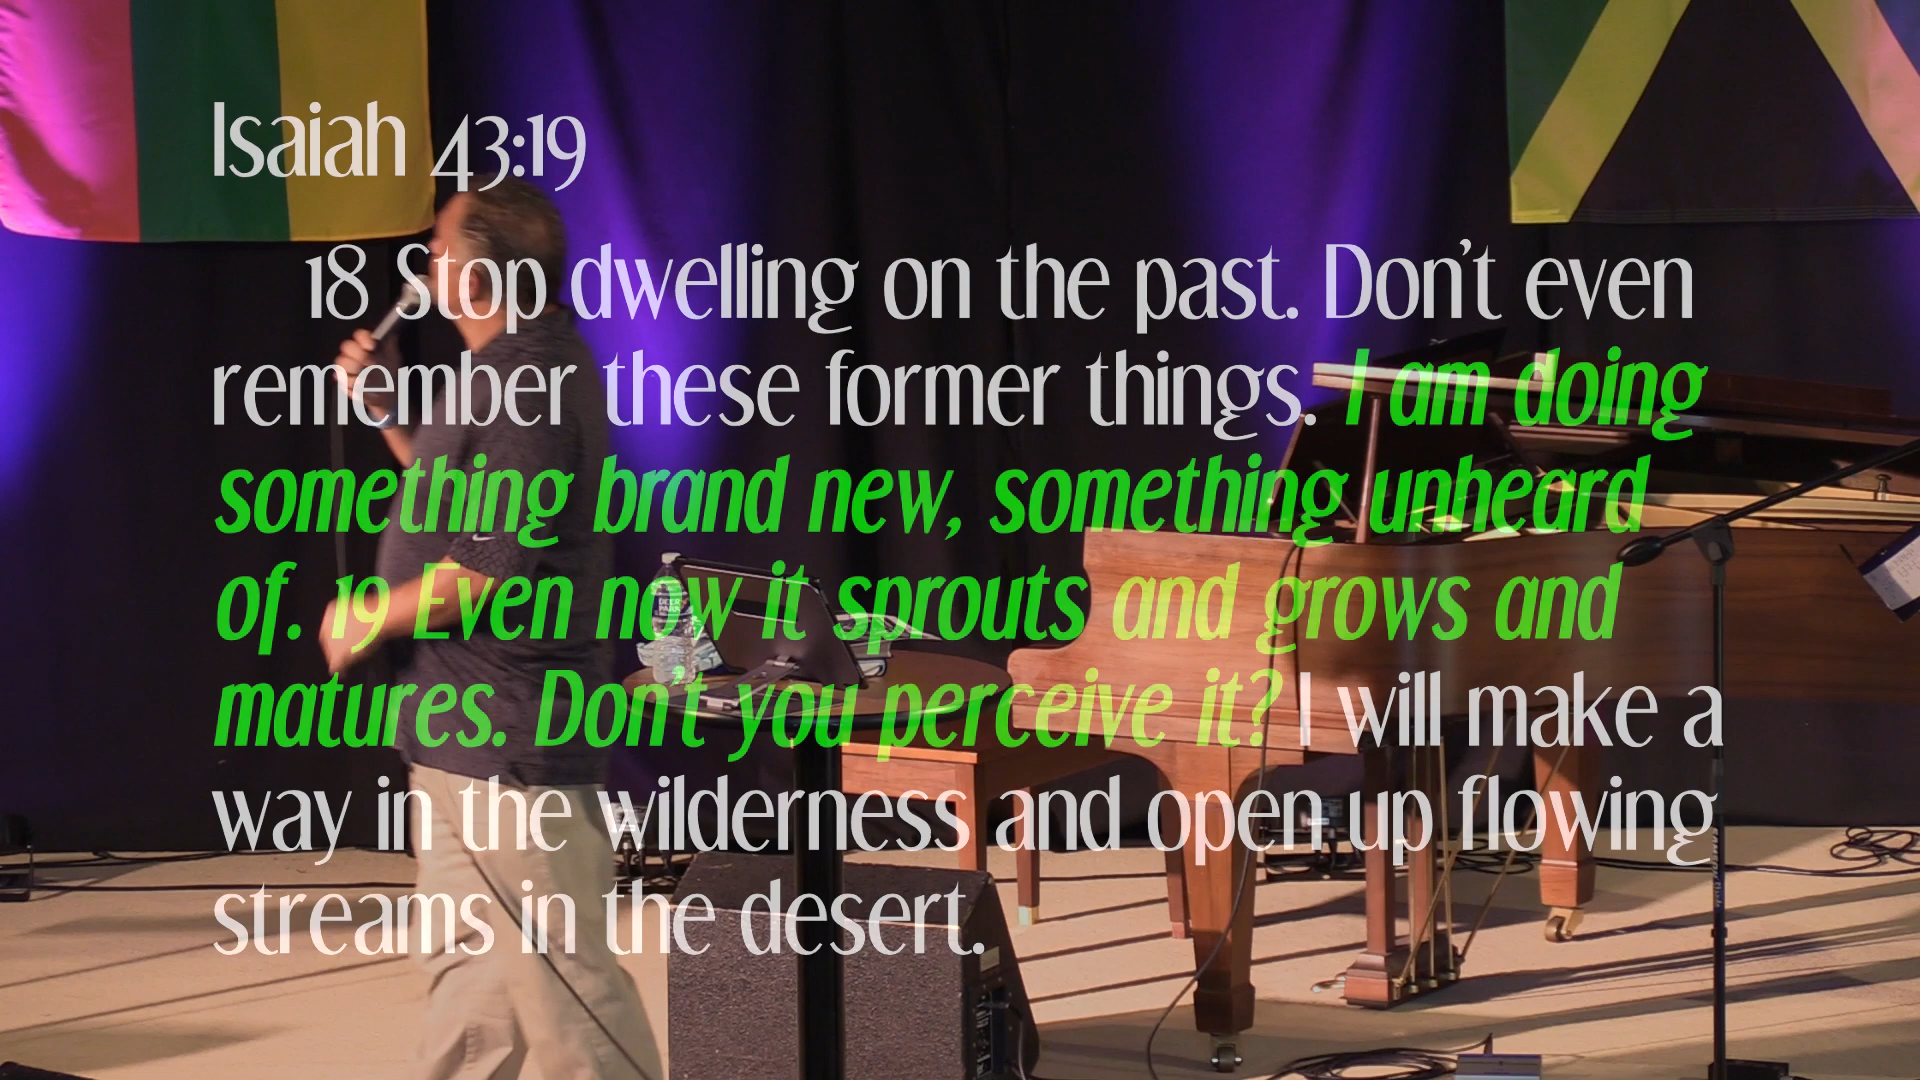 Isaiah 43:19
18 Stop dwelling on the past. Don't even
remember these former things. I am doing
something brand new, something unheard
of. 19 Even now it sprouts and grows and
matures. Don't you perceive it? I will make a
way in the wilderness and open up flowing
streams in the desert.
DEER
PARK